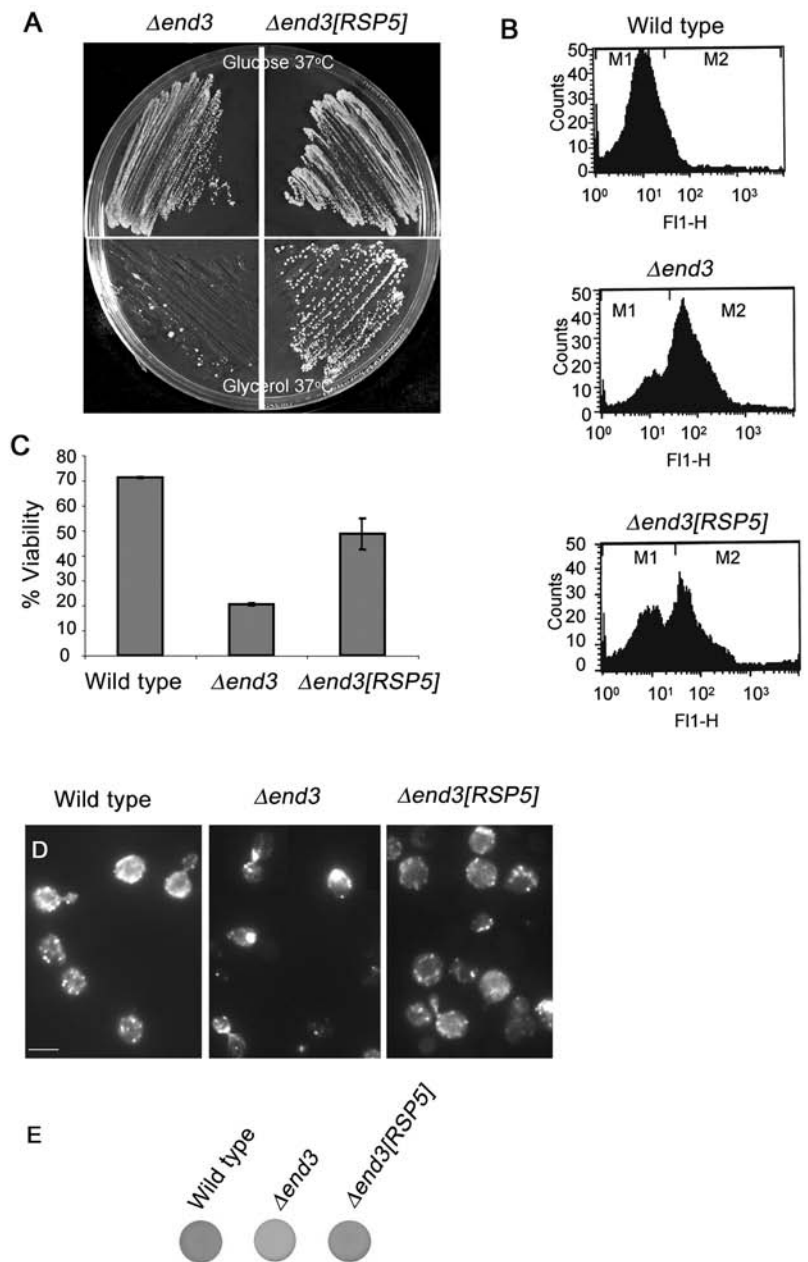 A
Δend3 Δend3[RSP5]
Glucose 37ºC
Glycerol 37ºC
B
Wild type
50
40
30
20
10
0
Counts
M1 M2
10⁰ 10¹ 10² 10³
Fl1-H
Δend3
50
40
30
20
10
0
Counts
M1 M2
10⁰ 10¹ 10² 10³
Fl1-H
Δend3[RSP5]
50
40
30
20
10
0
Counts
M1 M2
10⁰ 10¹ 10² 10³
Fl1-H
C
80
70
60
50
40
30
20
10
0
% Viability
Wild type Δend3 Δend3[RSP5]
Wild type Δend3 Δend3[RSP5]
D
E
Wild type
Δend3
Δend3[RSP5]